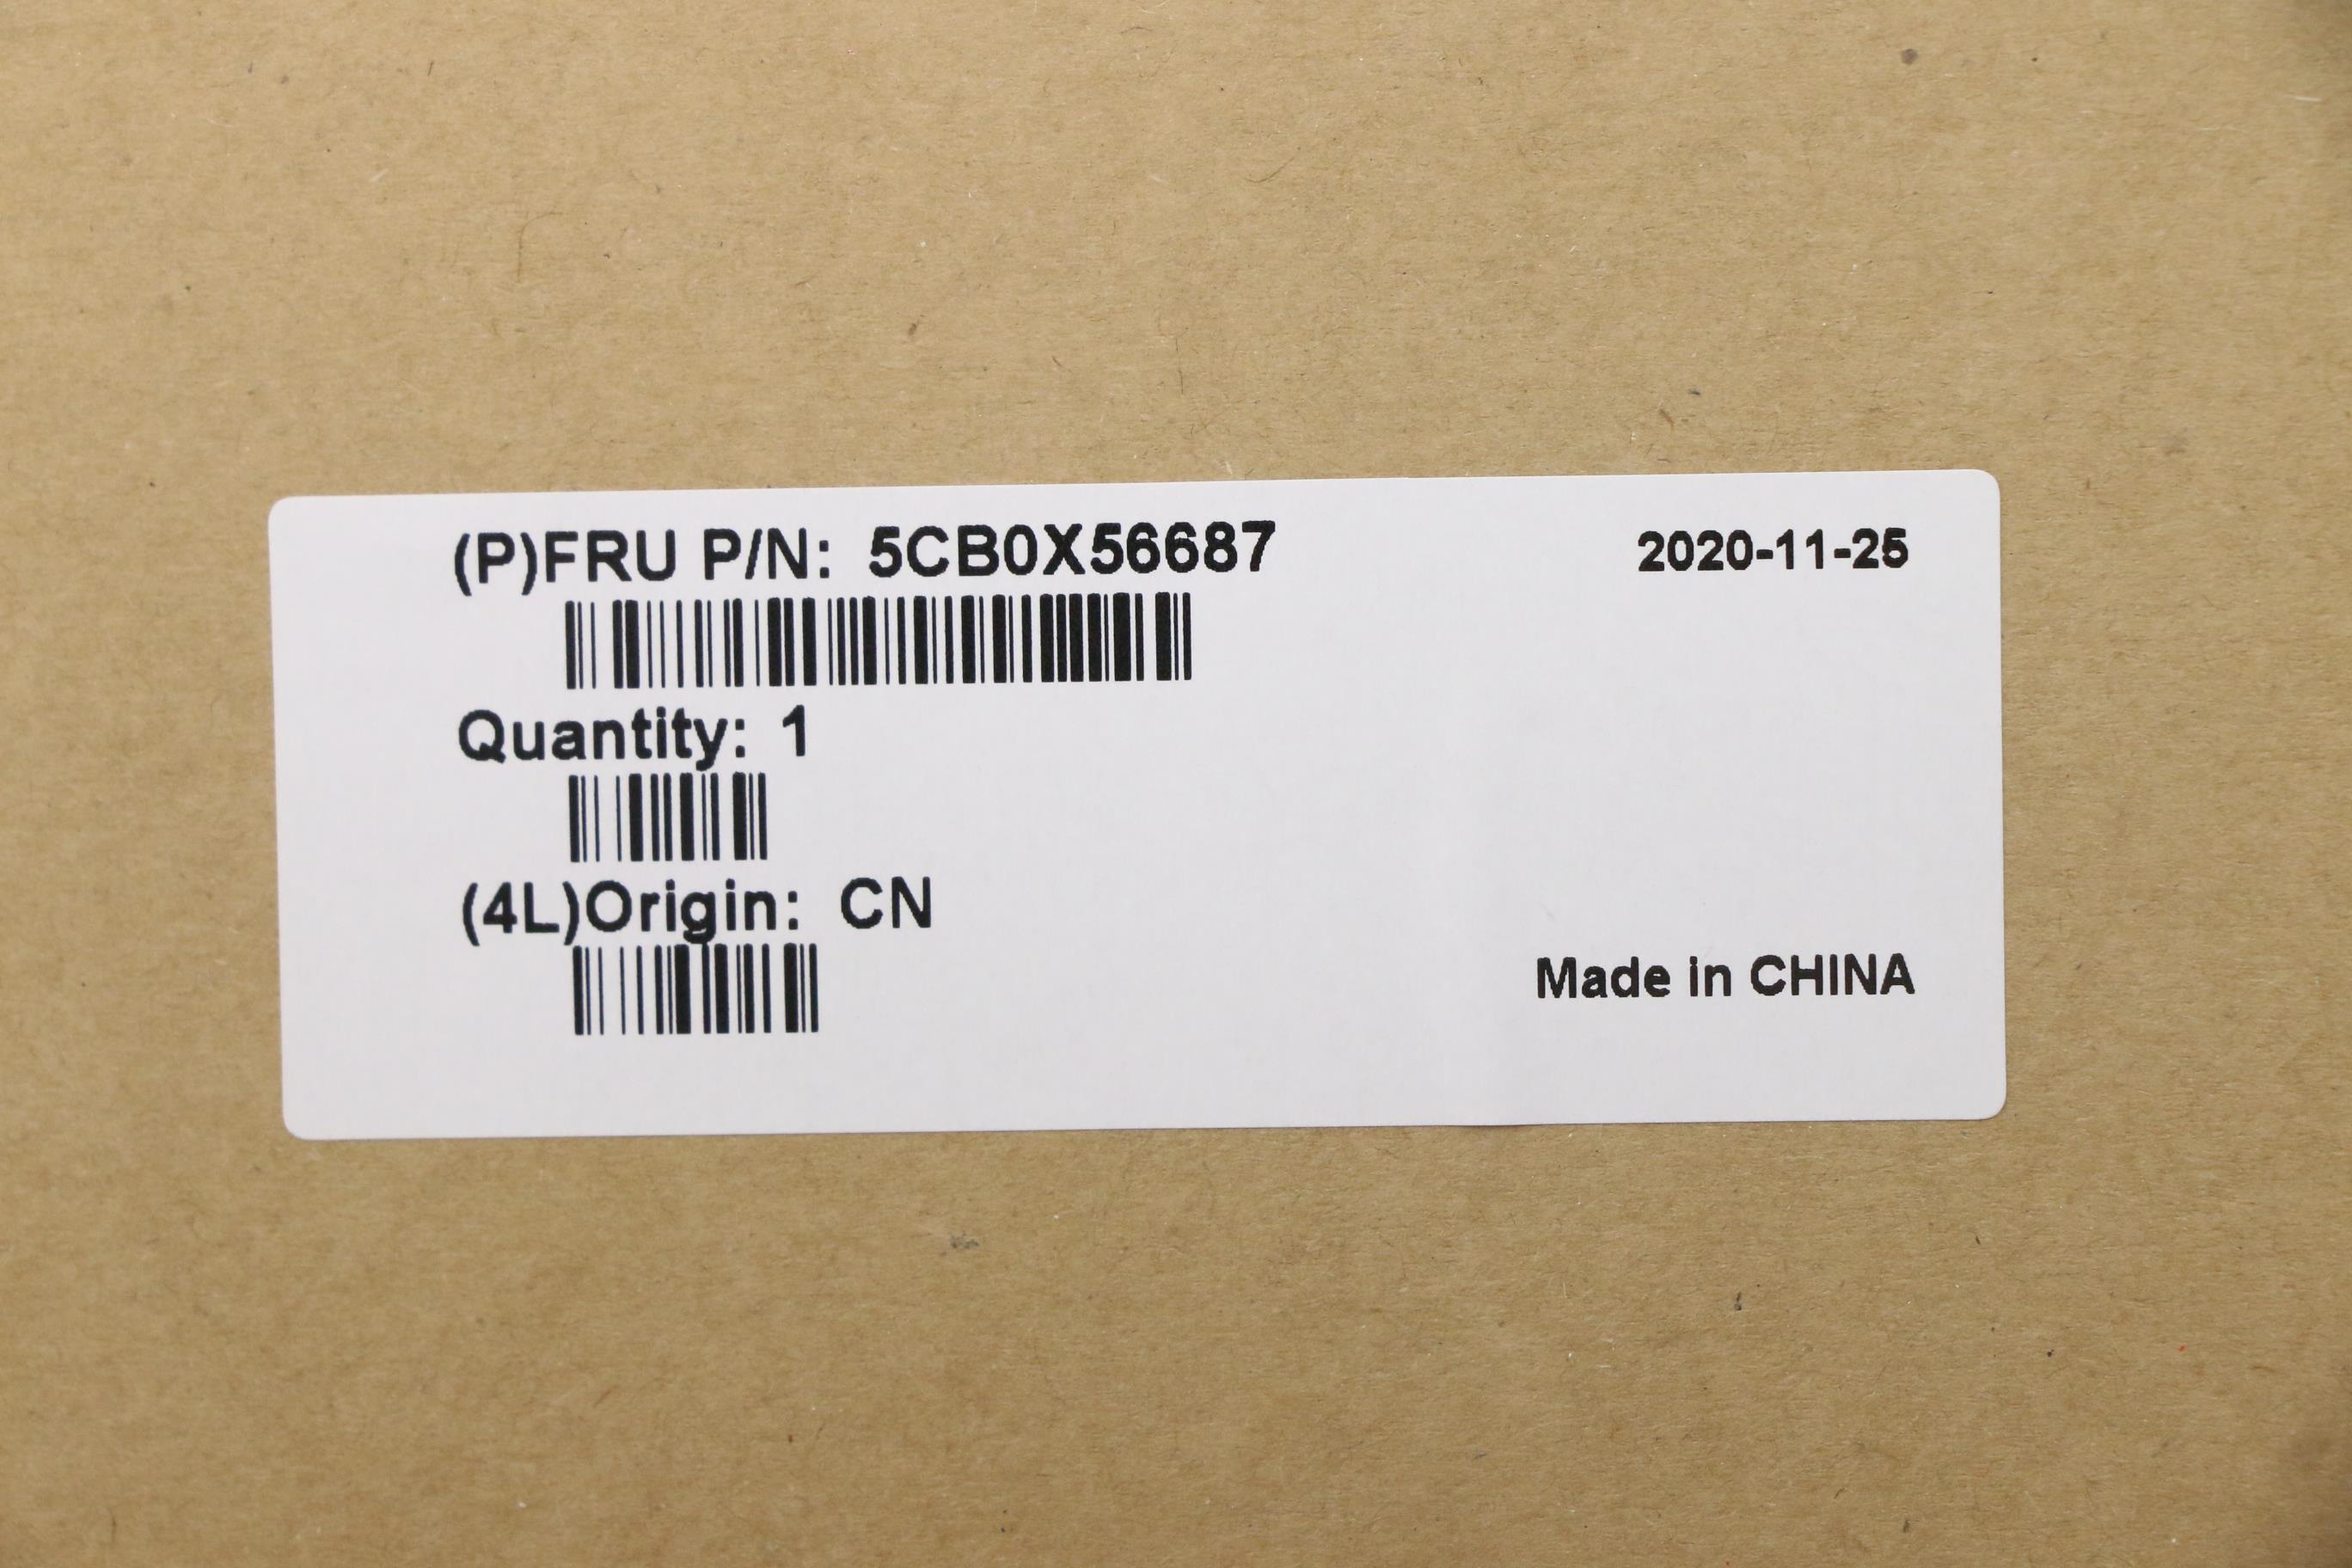 (P)FRU P/N: 5CB0X56687
2020-11-25
Quantity: 1
(4L)Origin: CN
Made in CHINA